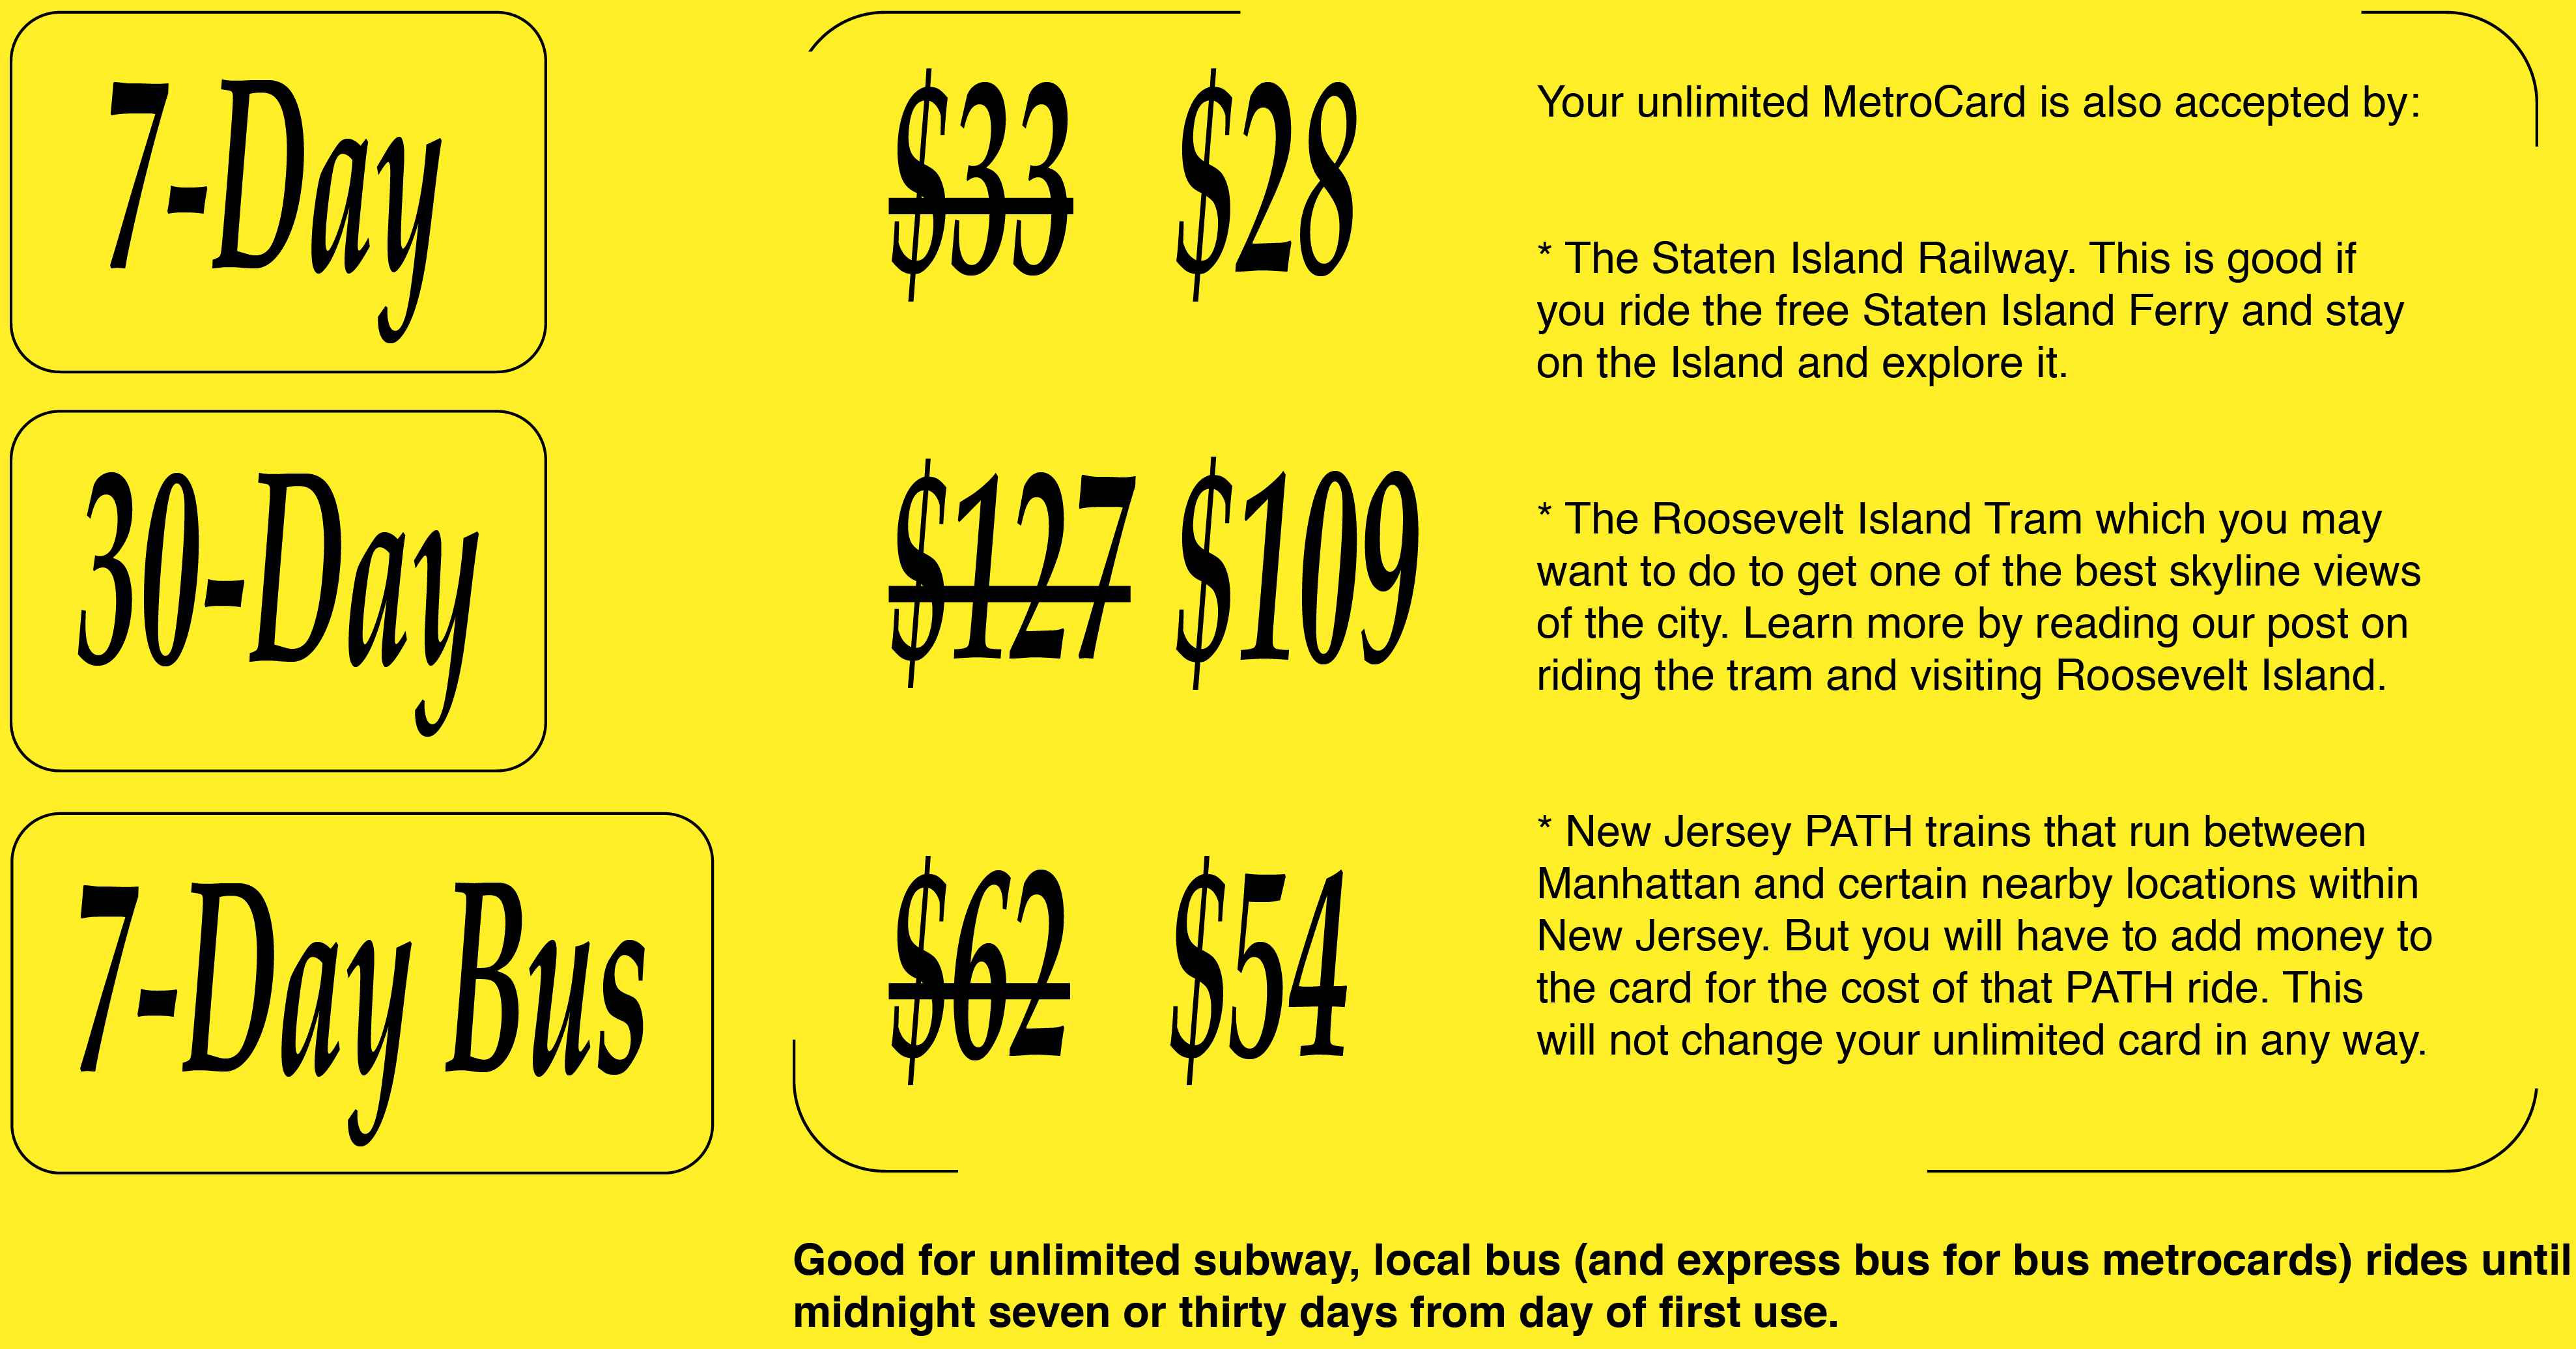 7-Day
$33 $28
30-Day
$127 $109
7-Day Bus
$62 $54
Your unlimited MetroCard is also accepted by:
* The Staten Island Railway. This is good if
you ride the free Staten Island Ferry and stay
on the Island and explore it.
* The Roosevelt Island Tram which you may
want to do to get one of the best skyline views
of the city. Learn more by reading our post on
riding the tram and visiting Roosevelt Island.
* New Jersey PATH trains that run between
Manhattan and certain nearby locations within
New Jersey. But you will have to add money to
the card for the cost of that PATH ride. This
will not change your unlimited card in any way.
Good for unlimited subway, local bus (and express bus for bus metrocards) rides until
midnight seven or thirty days from day of first use.